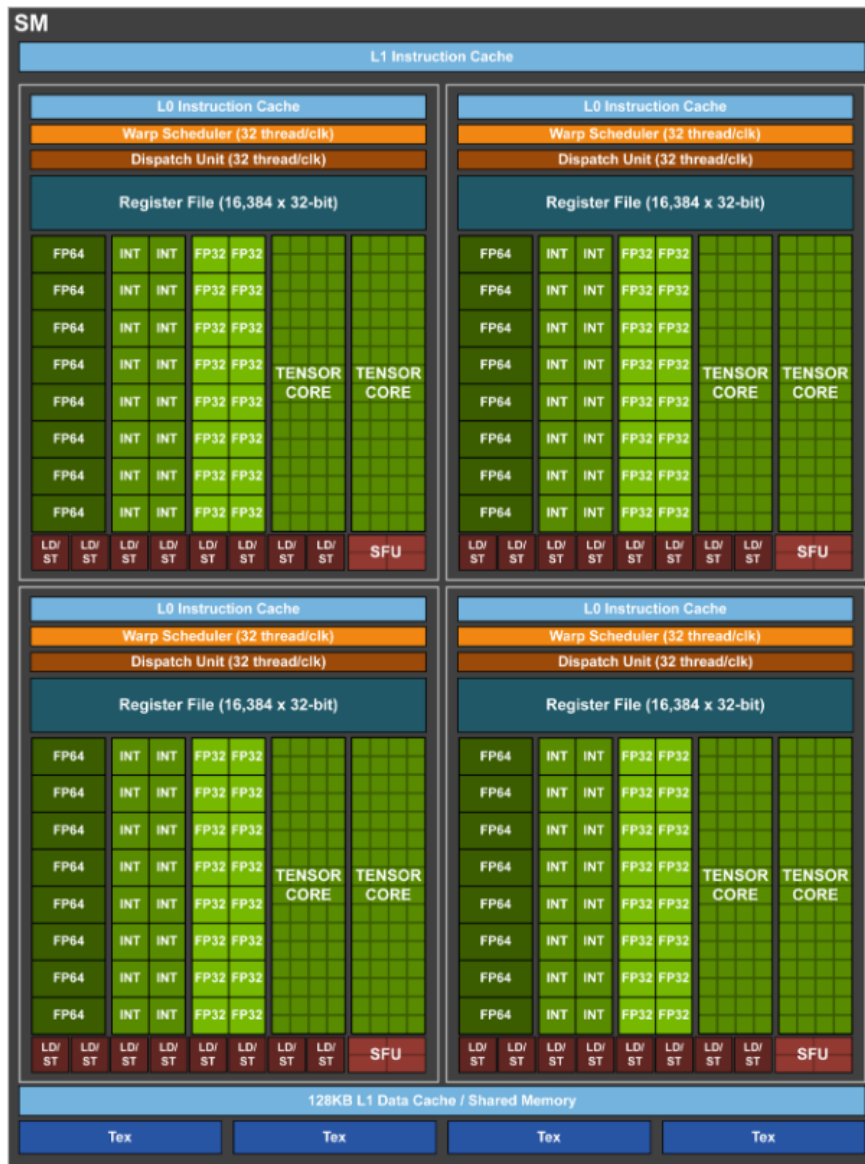 SM
L1 Instruction Cache
L0 Instruction Cache
Warp Scheduler (32 thread/clk)
Dispatch Unit (32 thread/clk)
Register File (16,384 x 32-bit)
FP64 INT INT FP32 FP32
FP64 INT INT FP32 FP32
FP64 INT INT FP32 FP32
FP64 INT INT FP32 FP32
FP64 INT INT FP32 FP32
FP64 INT INT FP32 FP32
FP64 INT INT FP32 FP32
FP64 INT INT FP32 FP32
TENSOR TENSOR
CORE CORE
LD/ LD/ LD/ LD/ LD/ LD/ LD/ LD/
ST ST ST ST ST ST ST ST
SFU
L0 Instruction Cache
Warp Scheduler (32 thread/clk)
Dispatch Unit (32 thread/clk)
Register File (16,384 x 32-bit)
FP64 INT INT FP32 FP32
FP64 INT INT FP32 FP32
FP64 INT INT FP32 FP32
FP64 INT INT FP32 FP32
FP64 INT INT FP32 FP32
FP64 INT INT FP32 FP32
FP64 INT INT FP32 FP32
FP64 INT INT FP32 FP32
TENSOR TENSOR
CORE CORE
LD/ LD/ LD/ LD/ LD/ LD/ LD/ LD/
ST ST ST ST ST ST ST ST
SFU
L0 Instruction Cache
Warp Scheduler (32 thread/clk)
Dispatch Unit (32 thread/clk)
Register File (16,384 x 32-bit)
FP64 INT INT FP32 FP32
FP64 INT INT FP32 FP32
FP64 INT INT FP32 FP32
FP64 INT INT FP32 FP32
FP64 INT INT FP32 FP32
FP64 INT INT FP32 FP32
FP64 INT INT FP32 FP32
FP64 INT INT FP32 FP32
TENSOR TENSOR
CORE CORE
LD/ LD/ LD/ LD/ LD/ LD/ LD/ LD/
ST ST ST ST ST ST ST ST
SFU
L0 Instruction Cache
Warp Scheduler (32 thread/clk)
Dispatch Unit (32 thread/clk)
Register File (16,384 x 32-bit)
FP64 INT INT FP32 FP32
FP64 INT INT FP32 FP32
FP64 INT INT FP32 FP32
FP64 INT INT FP32 FP32
FP64 INT INT FP32 FP32
FP64 INT INT FP32 FP32
FP64 INT INT FP32 FP32
FP64 INT INT FP32 FP32
TENSOR TENSOR
CORE CORE
LD/ LD/ LD/ LD/ LD/ LD/ LD/ LD/
ST ST ST ST ST ST ST ST
SFU
128KB L1 Data Cache / Shared Memory
Tex Tex Tex Tex